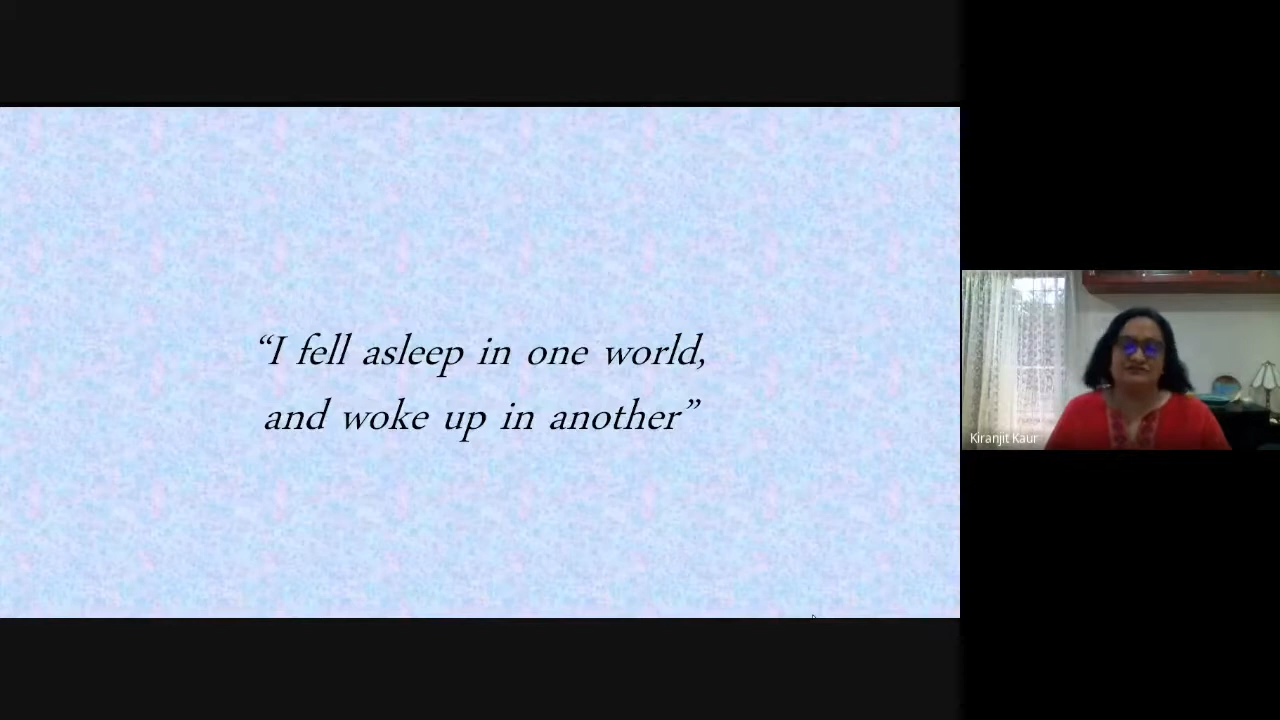 “I fell asleep in one world,
and woke up in another”
Kiranjit Kaur